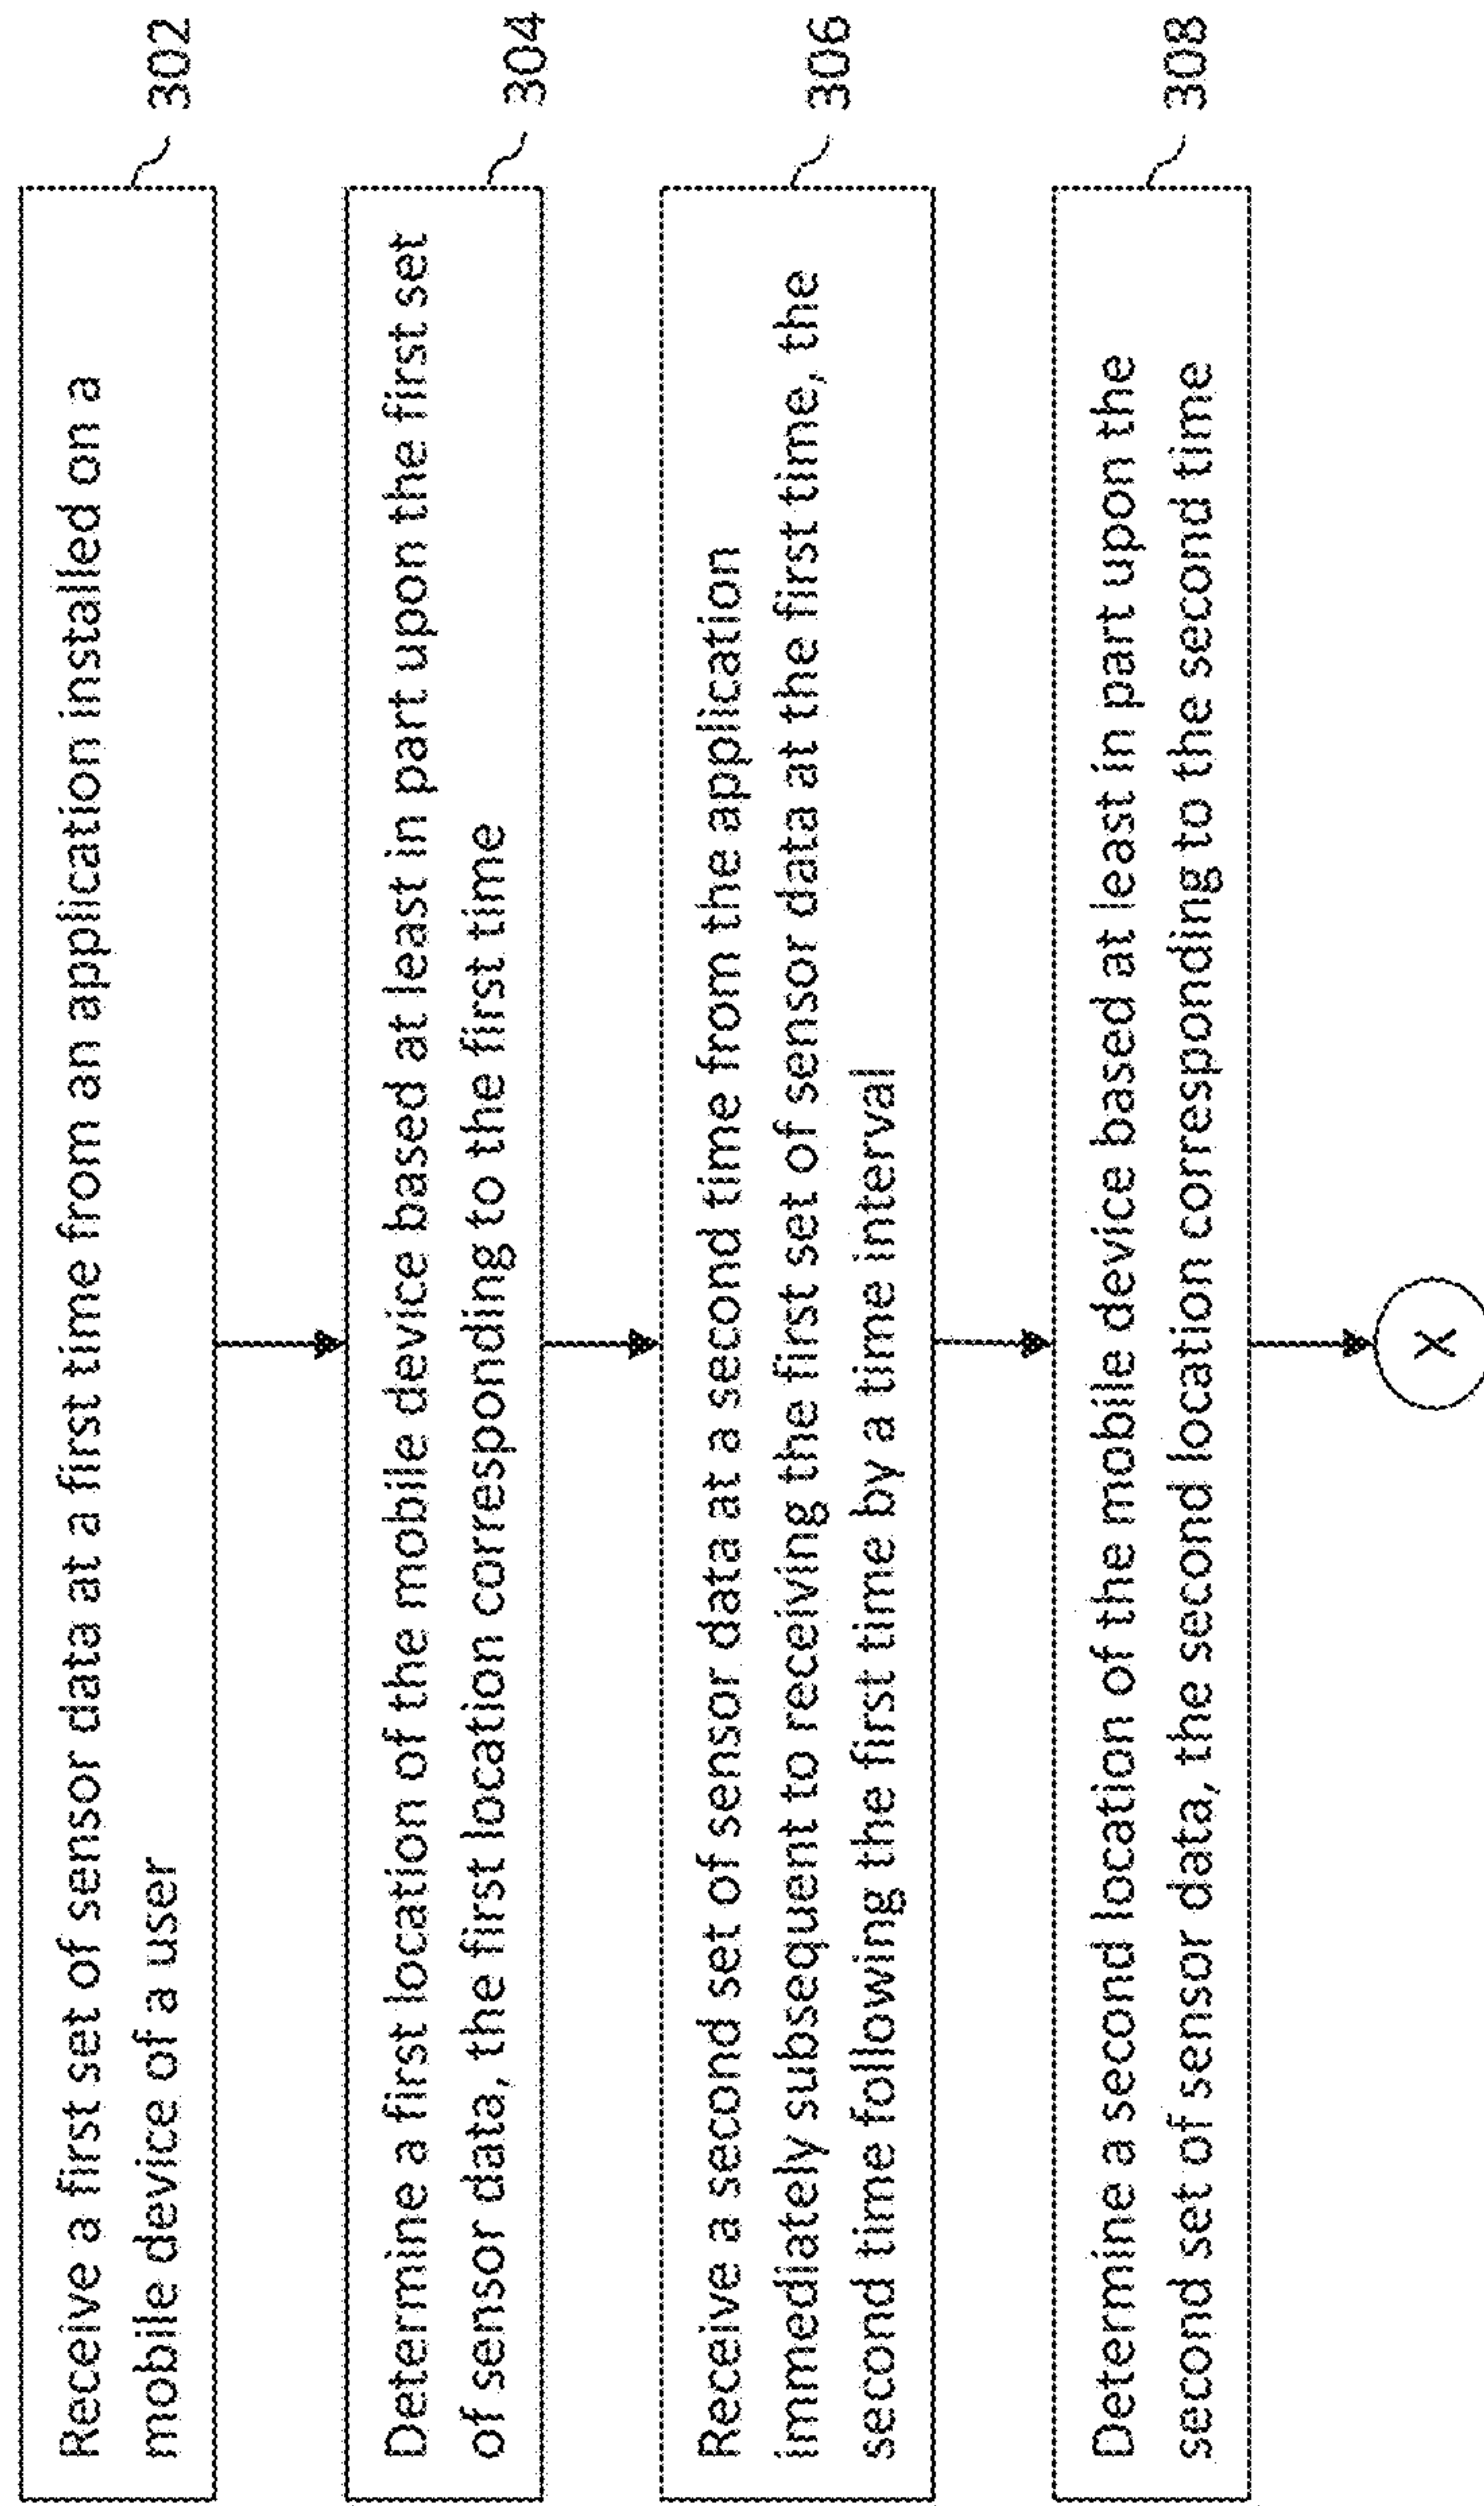 Receive a first set of sensor data at a first time from an application installed on a
mobile device of a user
302
Determine a first location of the mobile device based at least in part upon the first set
of sensor data, the first location corresponding to the first time
304
Receive a second set of sensor data at a second time from the application
immediately subsequent to receiving the first set of sensor data at the first time, the
second time following the first time by a time interval
306
Determine a second location of the mobile device based at least in part upon the
second set of sensor data, the second location corresponding to the second time
308
X